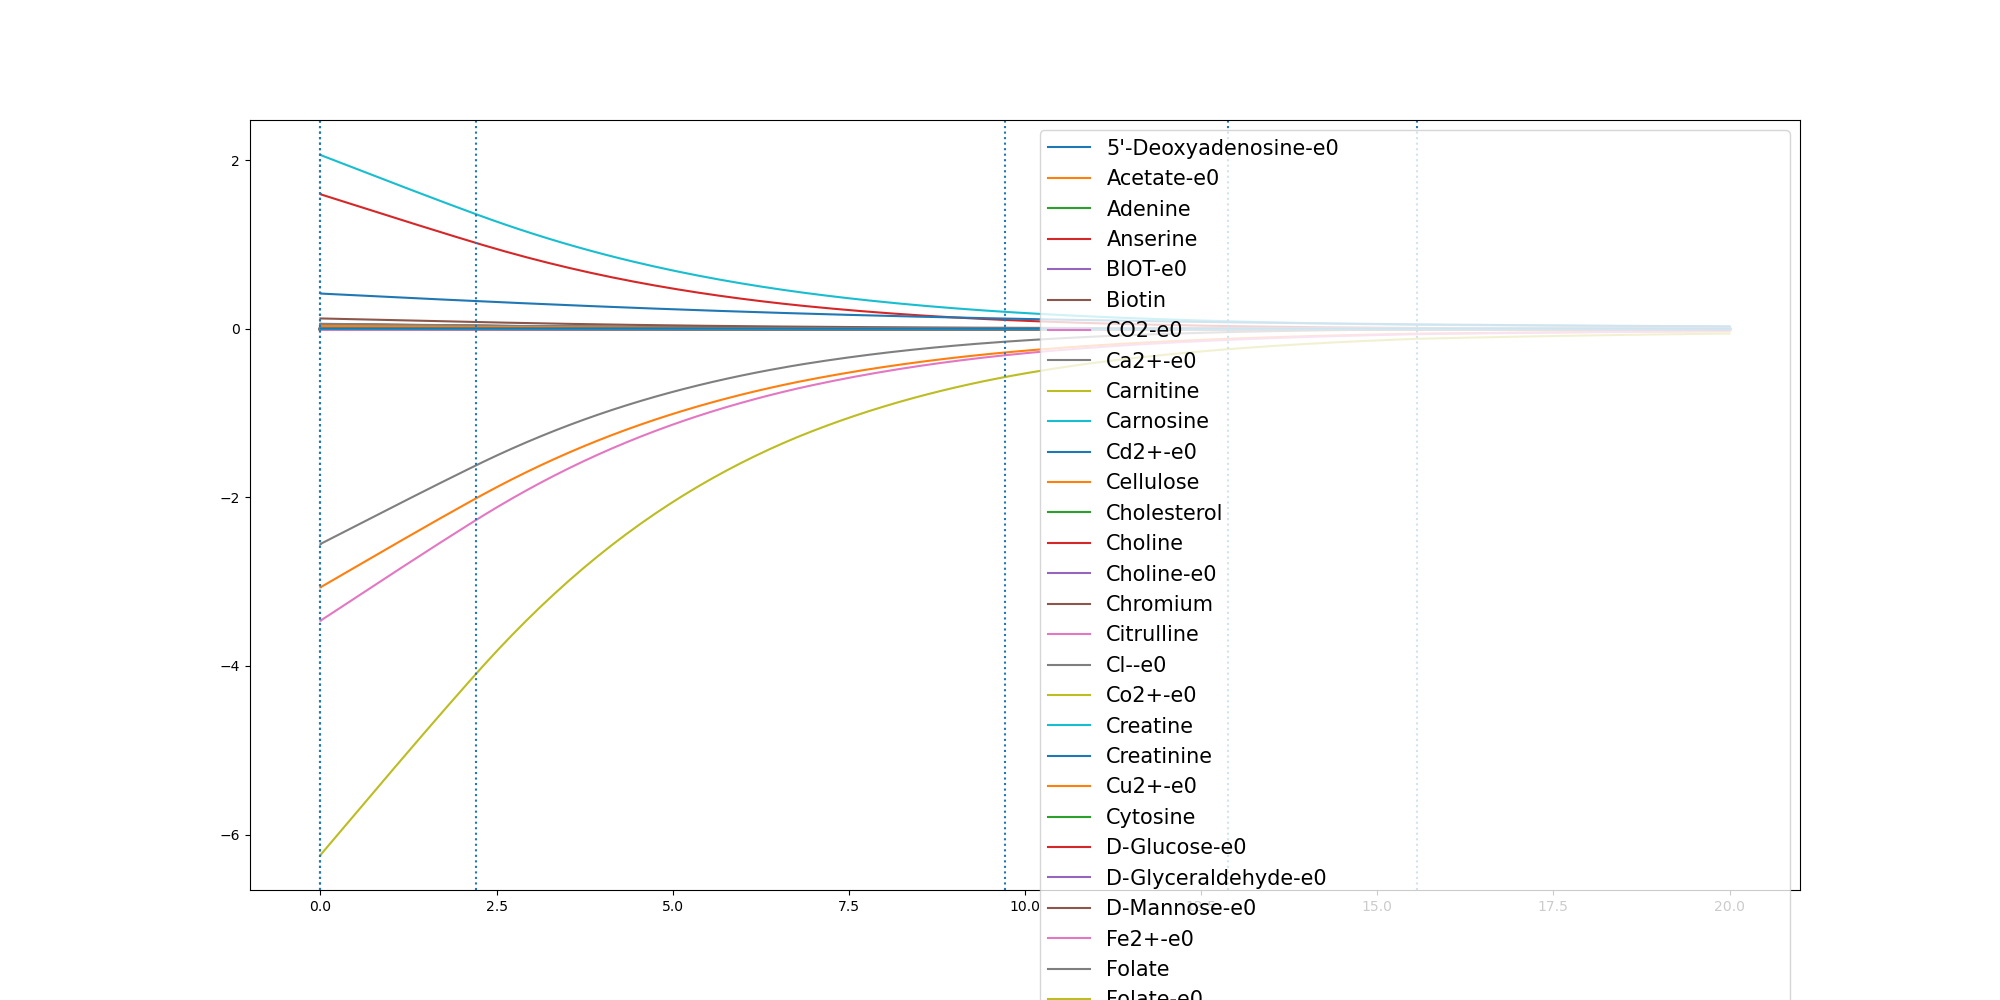 2
0
−2
−4
−6
0.0
2.5
5.0
7.5
10.0
15.0
17.5
20.0
5'-Deoxyadenosine-e0
Acetate-e0
Adenine
Anserine
BIOT-e0
Biotin
CO2-e0
Ca2+-e0
Carnitine
Carnosine
Cd2+-e0
Cellulose
Cholesterol
Choline
Choline-e0
Chromium
Citrulline
Cl--e0
Co2+-e0
Creatine
Creatinine
Cu2+-e0
Cytosine
D-Glucose-e0
D-Glyceraldehyde-e0
D-Mannose-e0
Fe2+-e0
Folate
Folate-e0